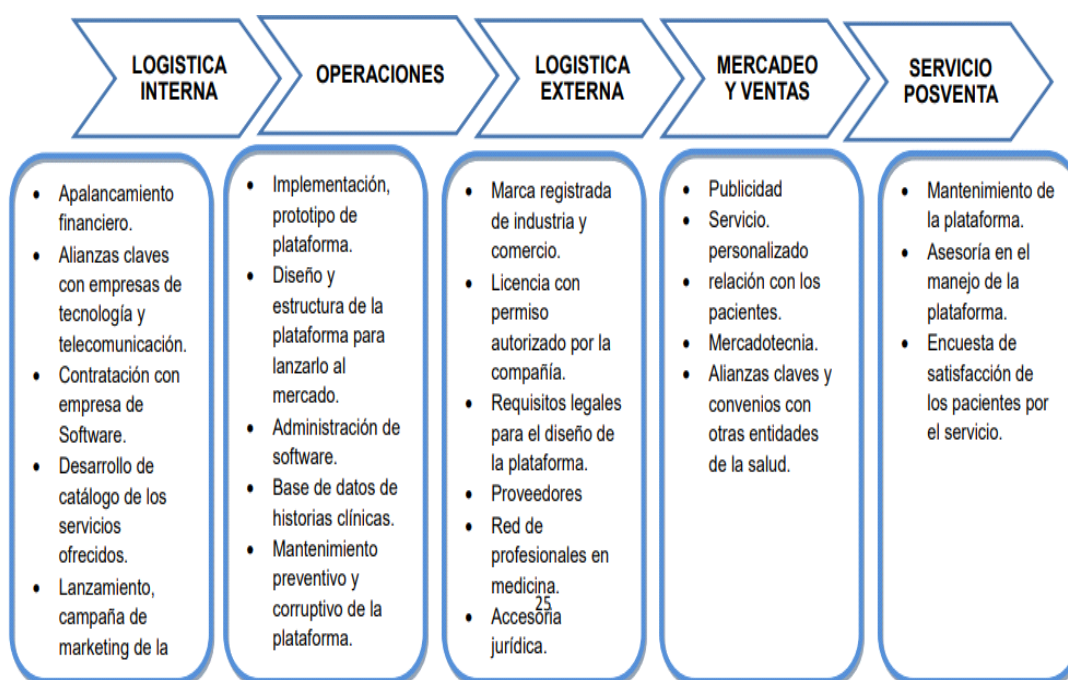 LOGISTICA
INTERNA
OPERACIONES
LOGISTICA
EXTERNA
MERCADEO
Y VENTAS
SERVICIO
POSVENTA
• Apalancamiento
financiero.
• Alianzas claves
con empresas de
tecnología y
telecomunicación.
• Contratación con
empresa de
Software.
• Desarrollo de
catálogo de los
servicios
ofrecidos.
• Lanzamiento,
campaña de
marketing de la
• Implementación,
prototipo de
plataforma.
• Diseño y
estructura de la
plataforma para
lanzarlo al
mercado.
• Administración de
software.
• Base de datos de
historias clínicas.
• Mantenimiento
preventivo y
corruptivo de la
plataforma.
• Marca registrada
de industria y
comercio.
• Licencia con
permiso
autorizado por la
compañía.
• Requisitos legales
para el diseño de
la plataforma.
• Proveedores
• Red de
profesionales en
medicina.
25
• Accesoria
jurídica.
• Publicidad
• Servicio.
personalizado
• relación con los
pacientes.
• Mercadotecnia.
• Alianzas claves y
convenios con
otras entidades
de la salud.
• Mantenimiento de
la plataforma.
• Asesoría en el
manejo de la
plataforma.
• Encuesta de
satisfacción de
los pacientes por
el servicio.